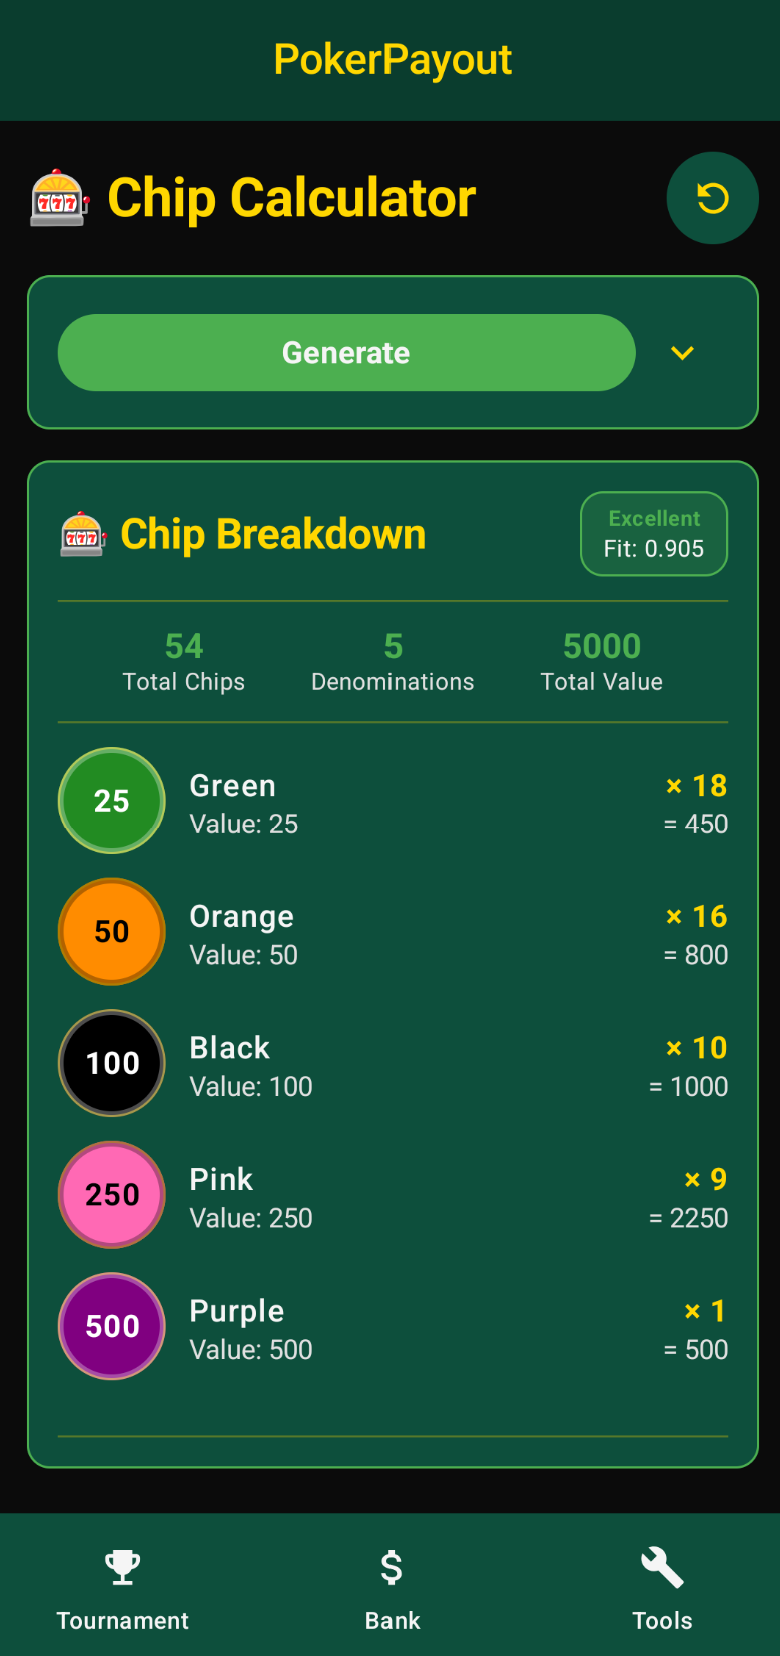 PokerPayout
777 Chip Calculator
Generate
777 Chip Breakdown
Excellent
Fit: 0.905
54
Total Chips
5
Denominations
5000
Total Value
25
Green
Value: 25
× 18
= 450
50
Orange
Value: 50
× 16
= 800
100
Black
Value: 100
× 10
= 1000
250
Pink
Value: 250
× 9
= 2250
500
Purple
Value: 500
× 1
= 500
Tournament
$
Bank
Tools